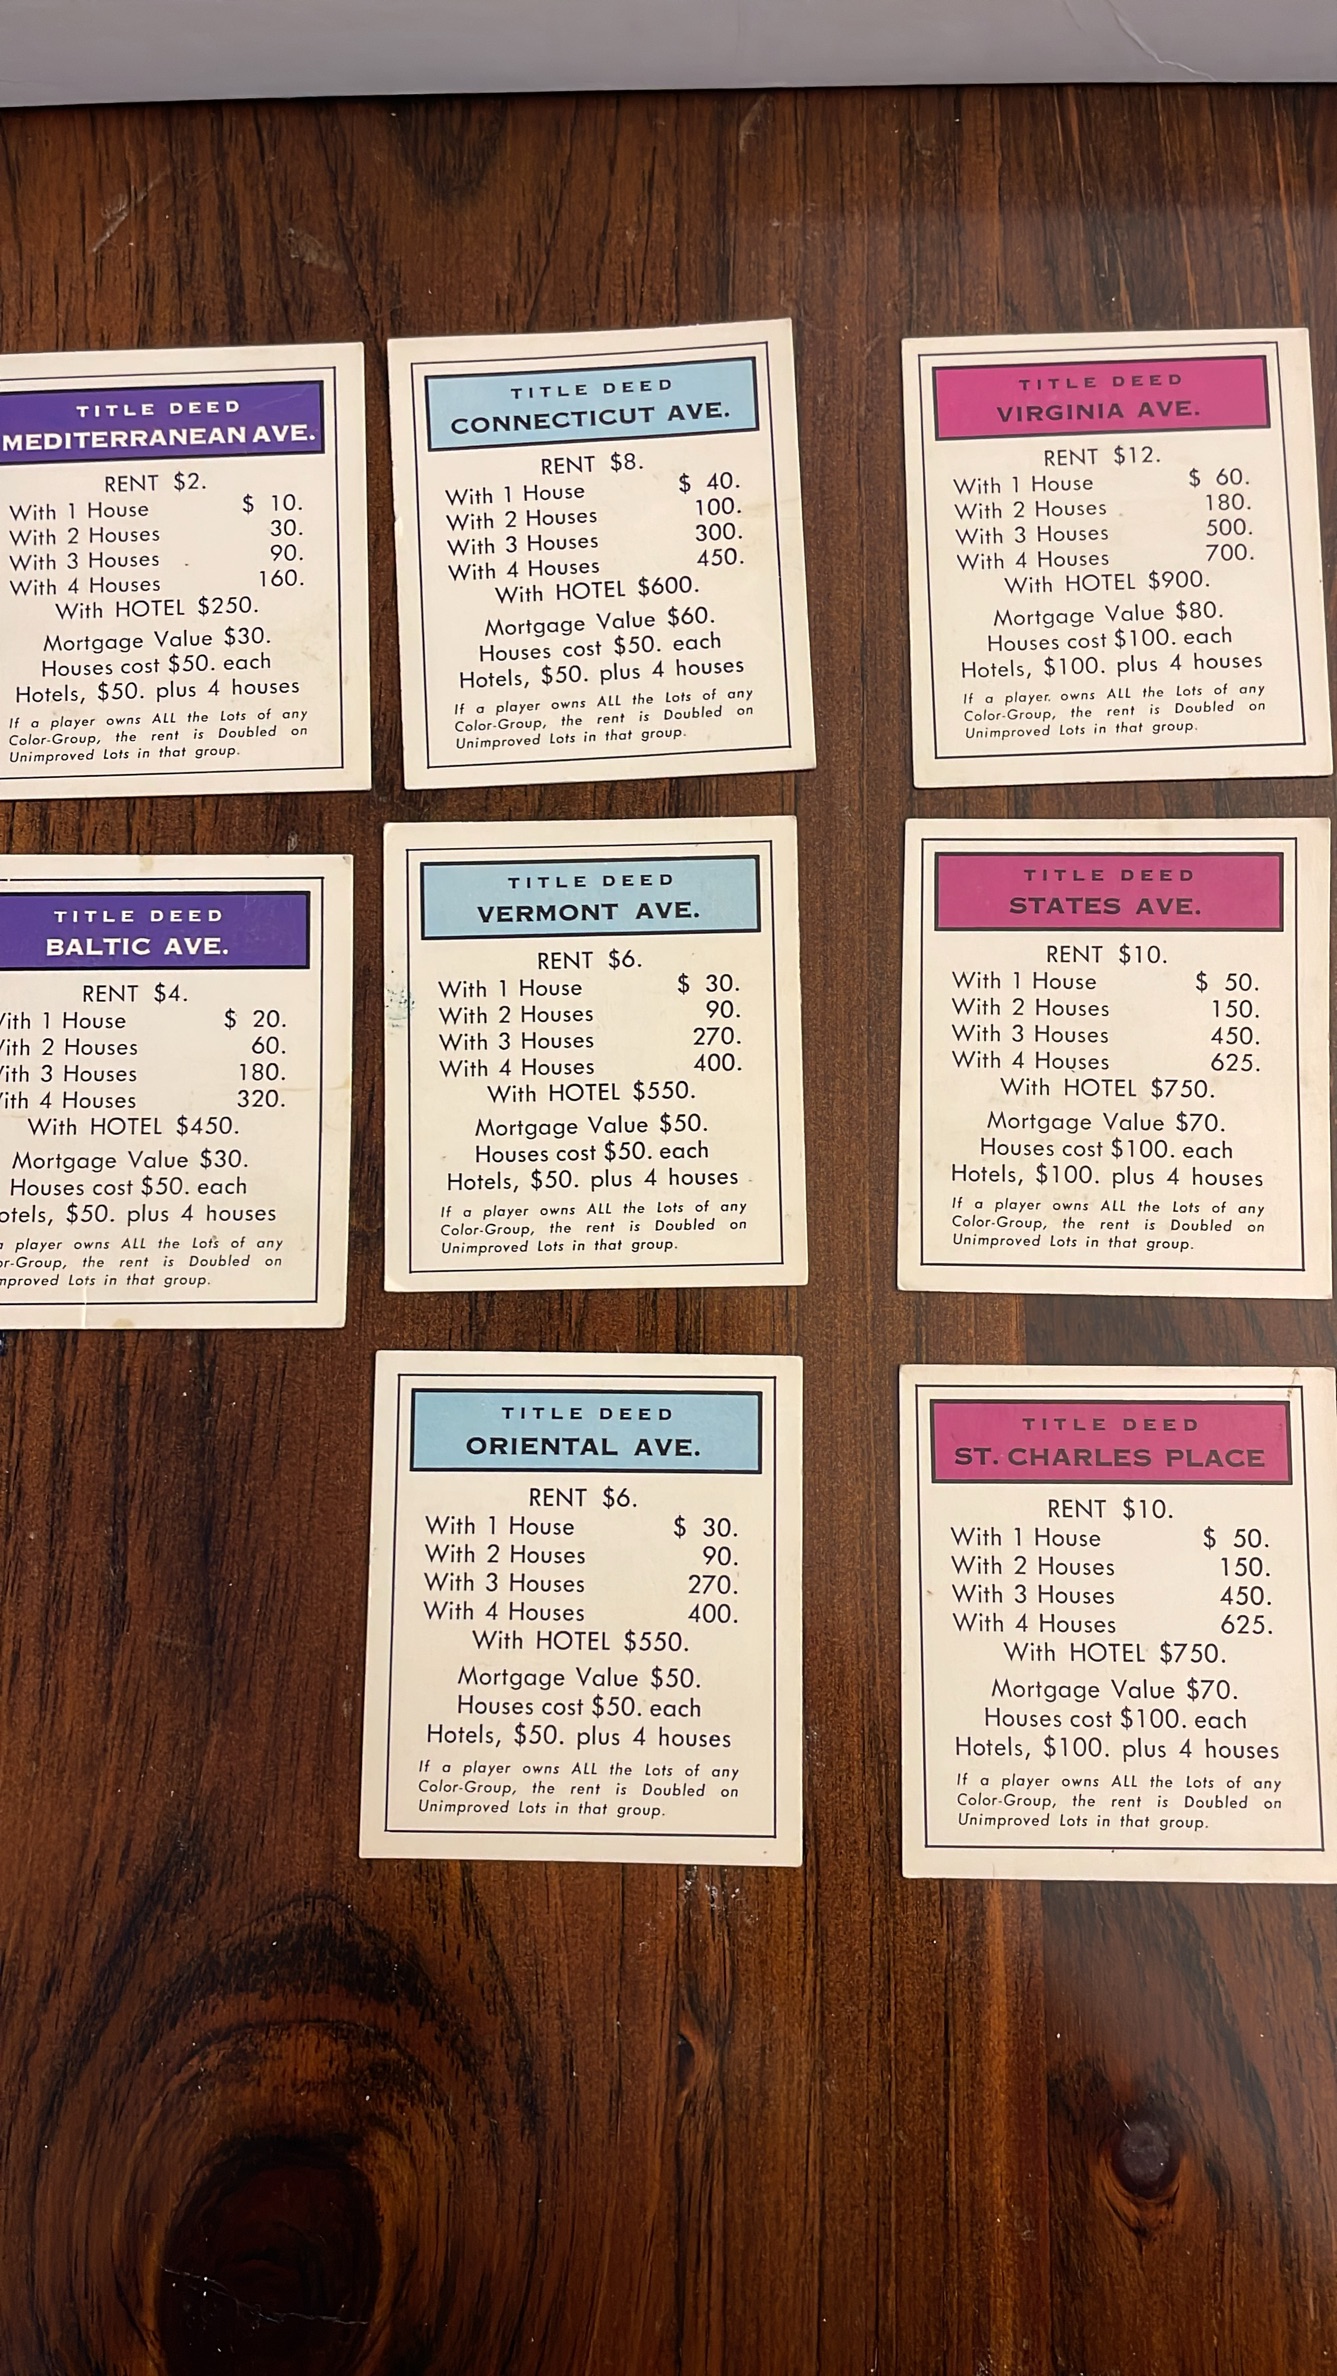 TITLE DEED
MEDITERRANEAN AVE.
RENT $2.
With 1 House $ 10.
With 2 Houses 30.
With 3 Houses 90.
With 4 Houses 160.
With HOTEL $250.
Mortgage Value $30.
Houses cost $50. each
Hotels, $50. plus 4 houses
If a player owns ALL the Lots of any
Color-Group, the rent is Doubled on
Unimproved Lots in that group.
TITLE DEED
CONNECTICUT AVE.
RENT $8.
With 1 House $ 40.
With 2 Houses 100.
With 3 Houses 300.
With 4 Houses 450.
With HOTEL $600.
Mortgage Value $60.
Houses cost $50. each
Hotels, $50. plus 4 houses
If a player owns ALL the Lots of any
Color-Group, the rent is Doubled on
Unimproved Lots in that group.
TITLE DEED
VIRGINIA AVE.
RENT $12.
With 1 House $ 60.
With 2 Houses 180.
With 3 Houses 500.
With 4 Houses 700.
With HOTEL $900.
Mortgage Value $80.
Houses cost $100. each
Hotels, $100. plus 4 houses
If a player owns ALL the Lots of any
Color-Group, the rent is Doubled on
Unimproved Lots in that group.
TITLE DEED
BALTIC AVE.
RENT $4.
ith 1 House $ 20.
ith 2 Houses 60.
ith 3 Houses 180.
ith 4 Houses 320.
With HOTEL $450.
Mortgage Value $30.
Houses cost $50. each
otels, $50. plus 4 houses
a player owns ALL the Lots of any
or-Group, the rent is Doubled on
mproved Lots in that group.
TITLE DEED
VERMONT AVE.
RENT $6.
With 1 House $ 30.
With 2 Houses 90.
With 3 Houses 270.
With 4 Houses 400.
With HOTEL $550.
Mortgage Value $50.
Houses cost $50. each
Hotels, $50. plus 4 houses
If a player owns ALL the Lots of any
Color-Group, the rent is Doubled on
Unimproved Lots in that group.
TITLE DEED
STATES AVE.
RENT $10.
With 1 House $ 50.
With 2 Houses 150.
With 3 Houses 450.
With 4 Houses 625.
With HOTEL $750.
Mortgage Value $70.
Houses cost $100. each
Hotels, $100. plus 4 houses
If a player owns ALL the Lots of any
Color-Group, the rent is Doubled on
Unimproved Lots in that group.
TITLE DEED
ORIENTAL AVE.
RENT $6.
With 1 House $ 30.
With 2 Houses 90.
With 3 Houses 270.
With 4 Houses 400.
With HOTEL $550.
Mortgage Value $50.
Houses cost $50. each
Hotels, $50. plus 4 houses
If a player owns ALL the Lots of any
Color-Group, the rent is Doubled on
Unimproved Lots in that group.
TITLE DEED
ST. CHARLES PLACE
RENT $10.
With 1 House $ 50.
With 2 Houses 150.
With 3 Houses 450.
With 4 Houses 625.
With HOTEL $750.
Mortgage Value $70.
Houses cost $100. each
Hotels, $100. plus 4 houses
If a player owns ALL the Lots of any
Color-Group, the rent is Doubled on
Unimproved Lots in that group.